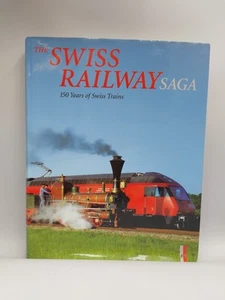 THE SWISS
RAILWAY SAGA
150 Years of Swiss Trains